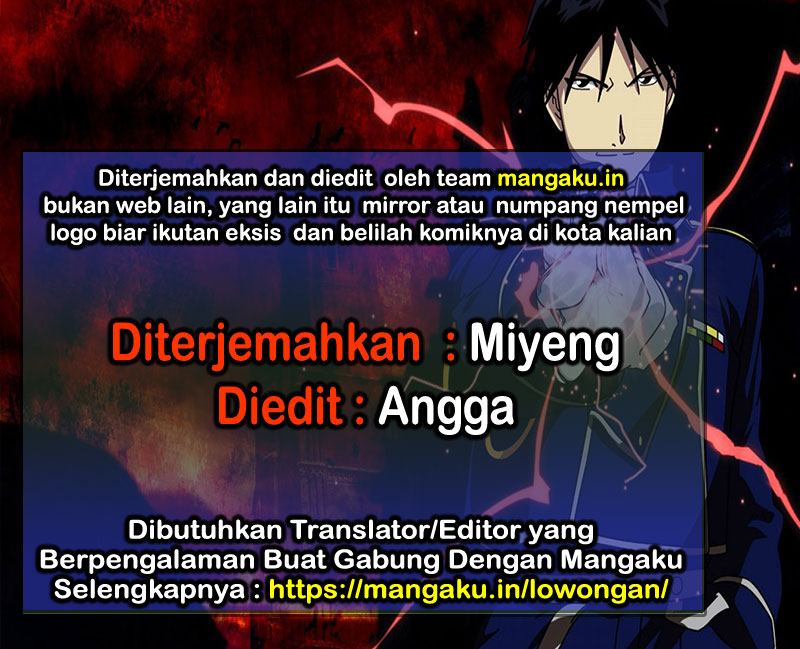 Diterjemahkan dan diedit oleh team mangaku.in
bukan web lain, yang lain itu mirror atau numpang nempel
logo biar ikutan eksis dan belilah komiknya di kota kalian
Diterjemahkan : Miyeng
Diedit : Angga
Dibutuhkan Translator/Editor yang
Berpengalaman Buat Gabung Dengan Mangaku
Selengkapnya : https://mangaku.in/lowongan/